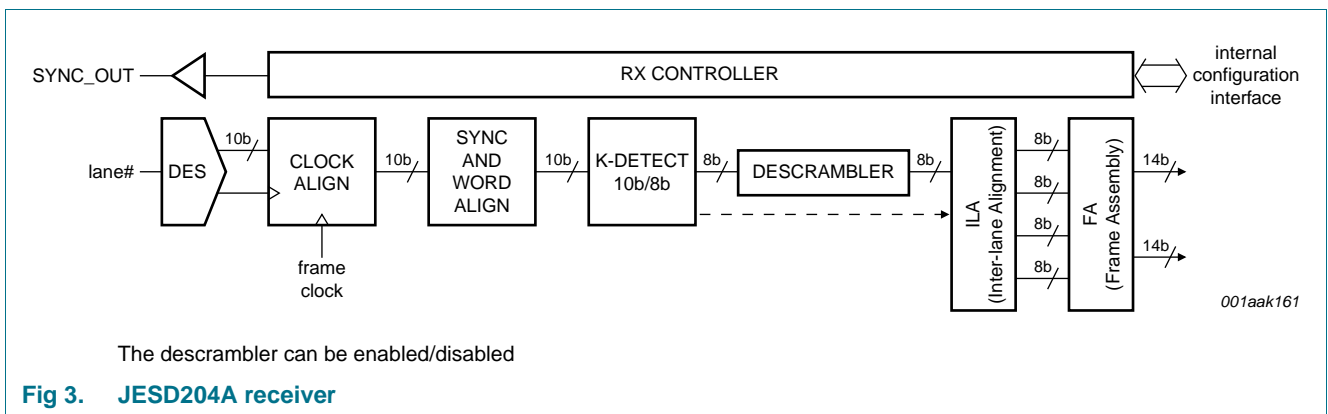 SYNC_OUT
RX CONTROLLER
internal
configuration
interface
lane#
DES
10b
CLOCK
ALIGN
frame
clock
10b
SYNC
AND
WORD
ALIGN
10b
K-DETECT
10b/8b
8b
DESCRAMBLER
8b
ILA
(Inter-lane Alignment)
8b
8b
8b
8b
FA
(Frame Assembly)
14b
14b
001aak161
The descrambler can be enabled/disabled
Fig 3. JESD204A receiver